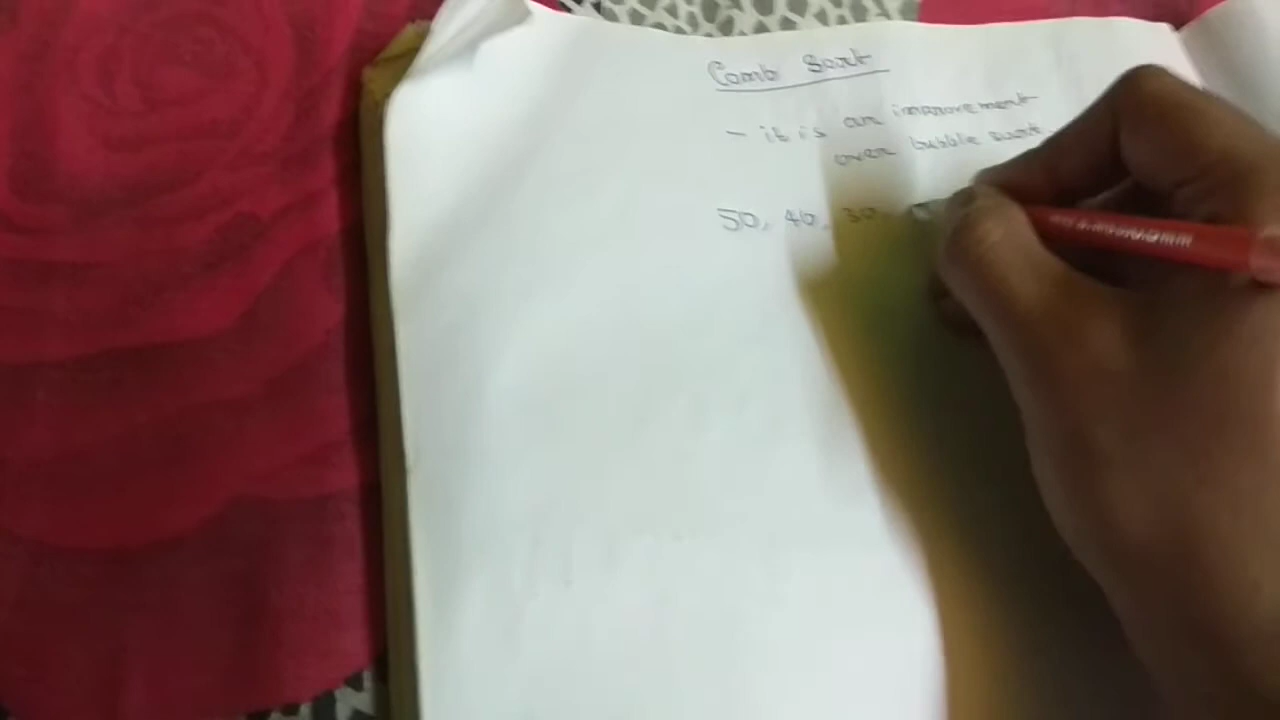 Comb Sort
- it is an improvement
over bubble sort
50, 40, 30